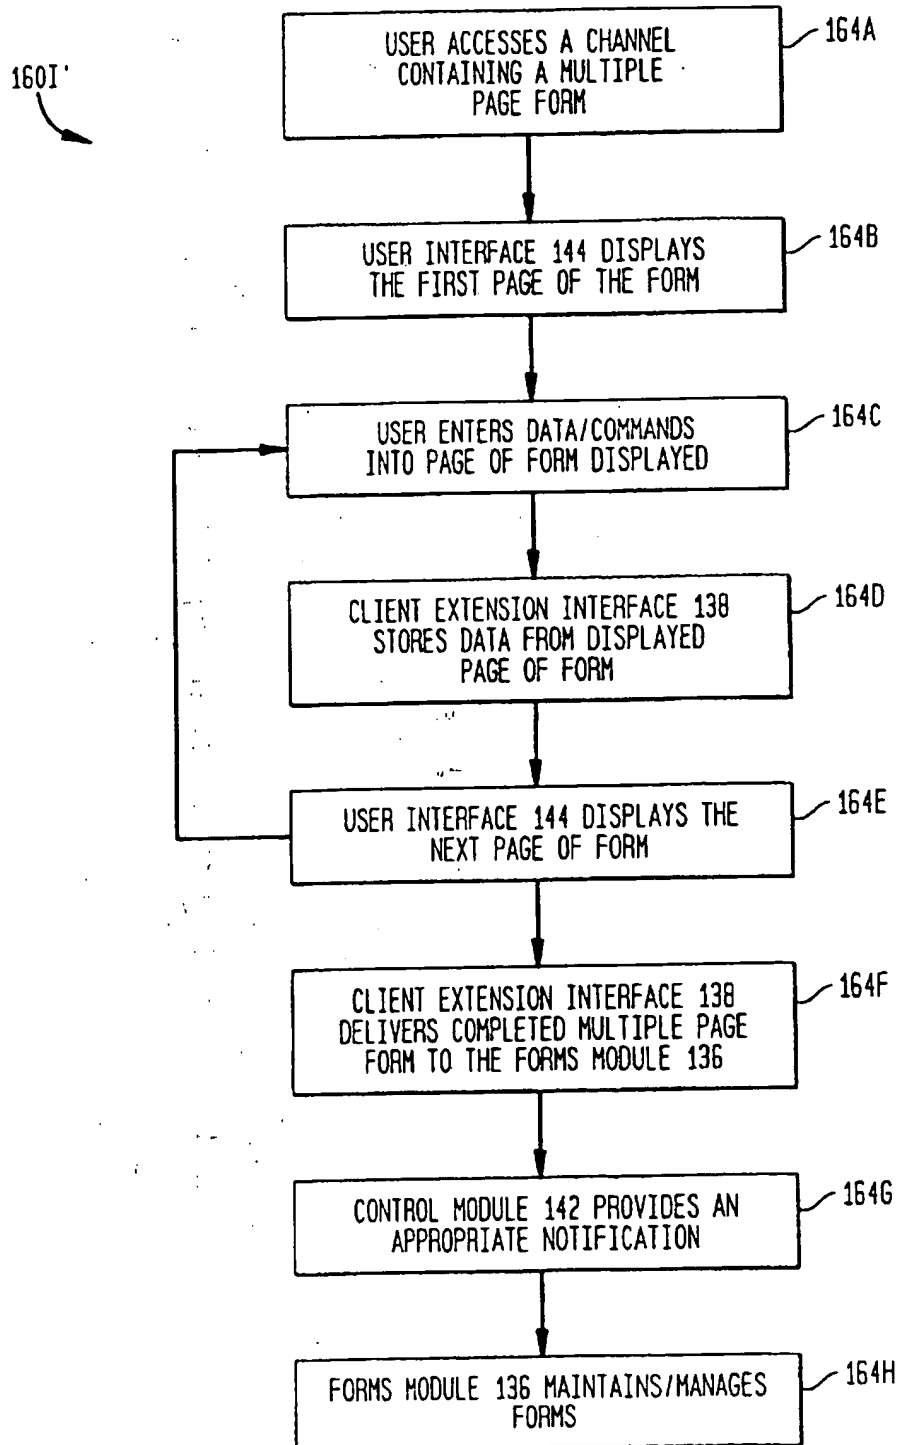 160I'
USER ACCESSES A CHANNEL
CONTAINING A MULTIPLE
PAGE FORM
164A
USER INTERFACE 144 DISPLAYS
THE FIRST PAGE OF THE FORM
164B
USER ENTERS DATA/COMMANDS
INTO PAGE OF FORM DISPLAYED
164C
CLIENT EXTENSION INTERFACE 138
STORES DATA FROM DISPLAYED
PAGE OF FORM
164D
USER INTERFACE 144 DISPLAYS THE
NEXT PAGE OF FORM
164E
CLIENT EXTENSION INTERFACE 138
DELIVERS COMPLETED MULTIPLE PAGE
FORM TO THE FORMS MODULE 136
164F
CONTROL MODULE 142 PROVIDES AN
APPROPRIATE NOTIFICATION
164G
FORMS MODULE 136 MAINTAINS/MANAGES
FORMS
164H